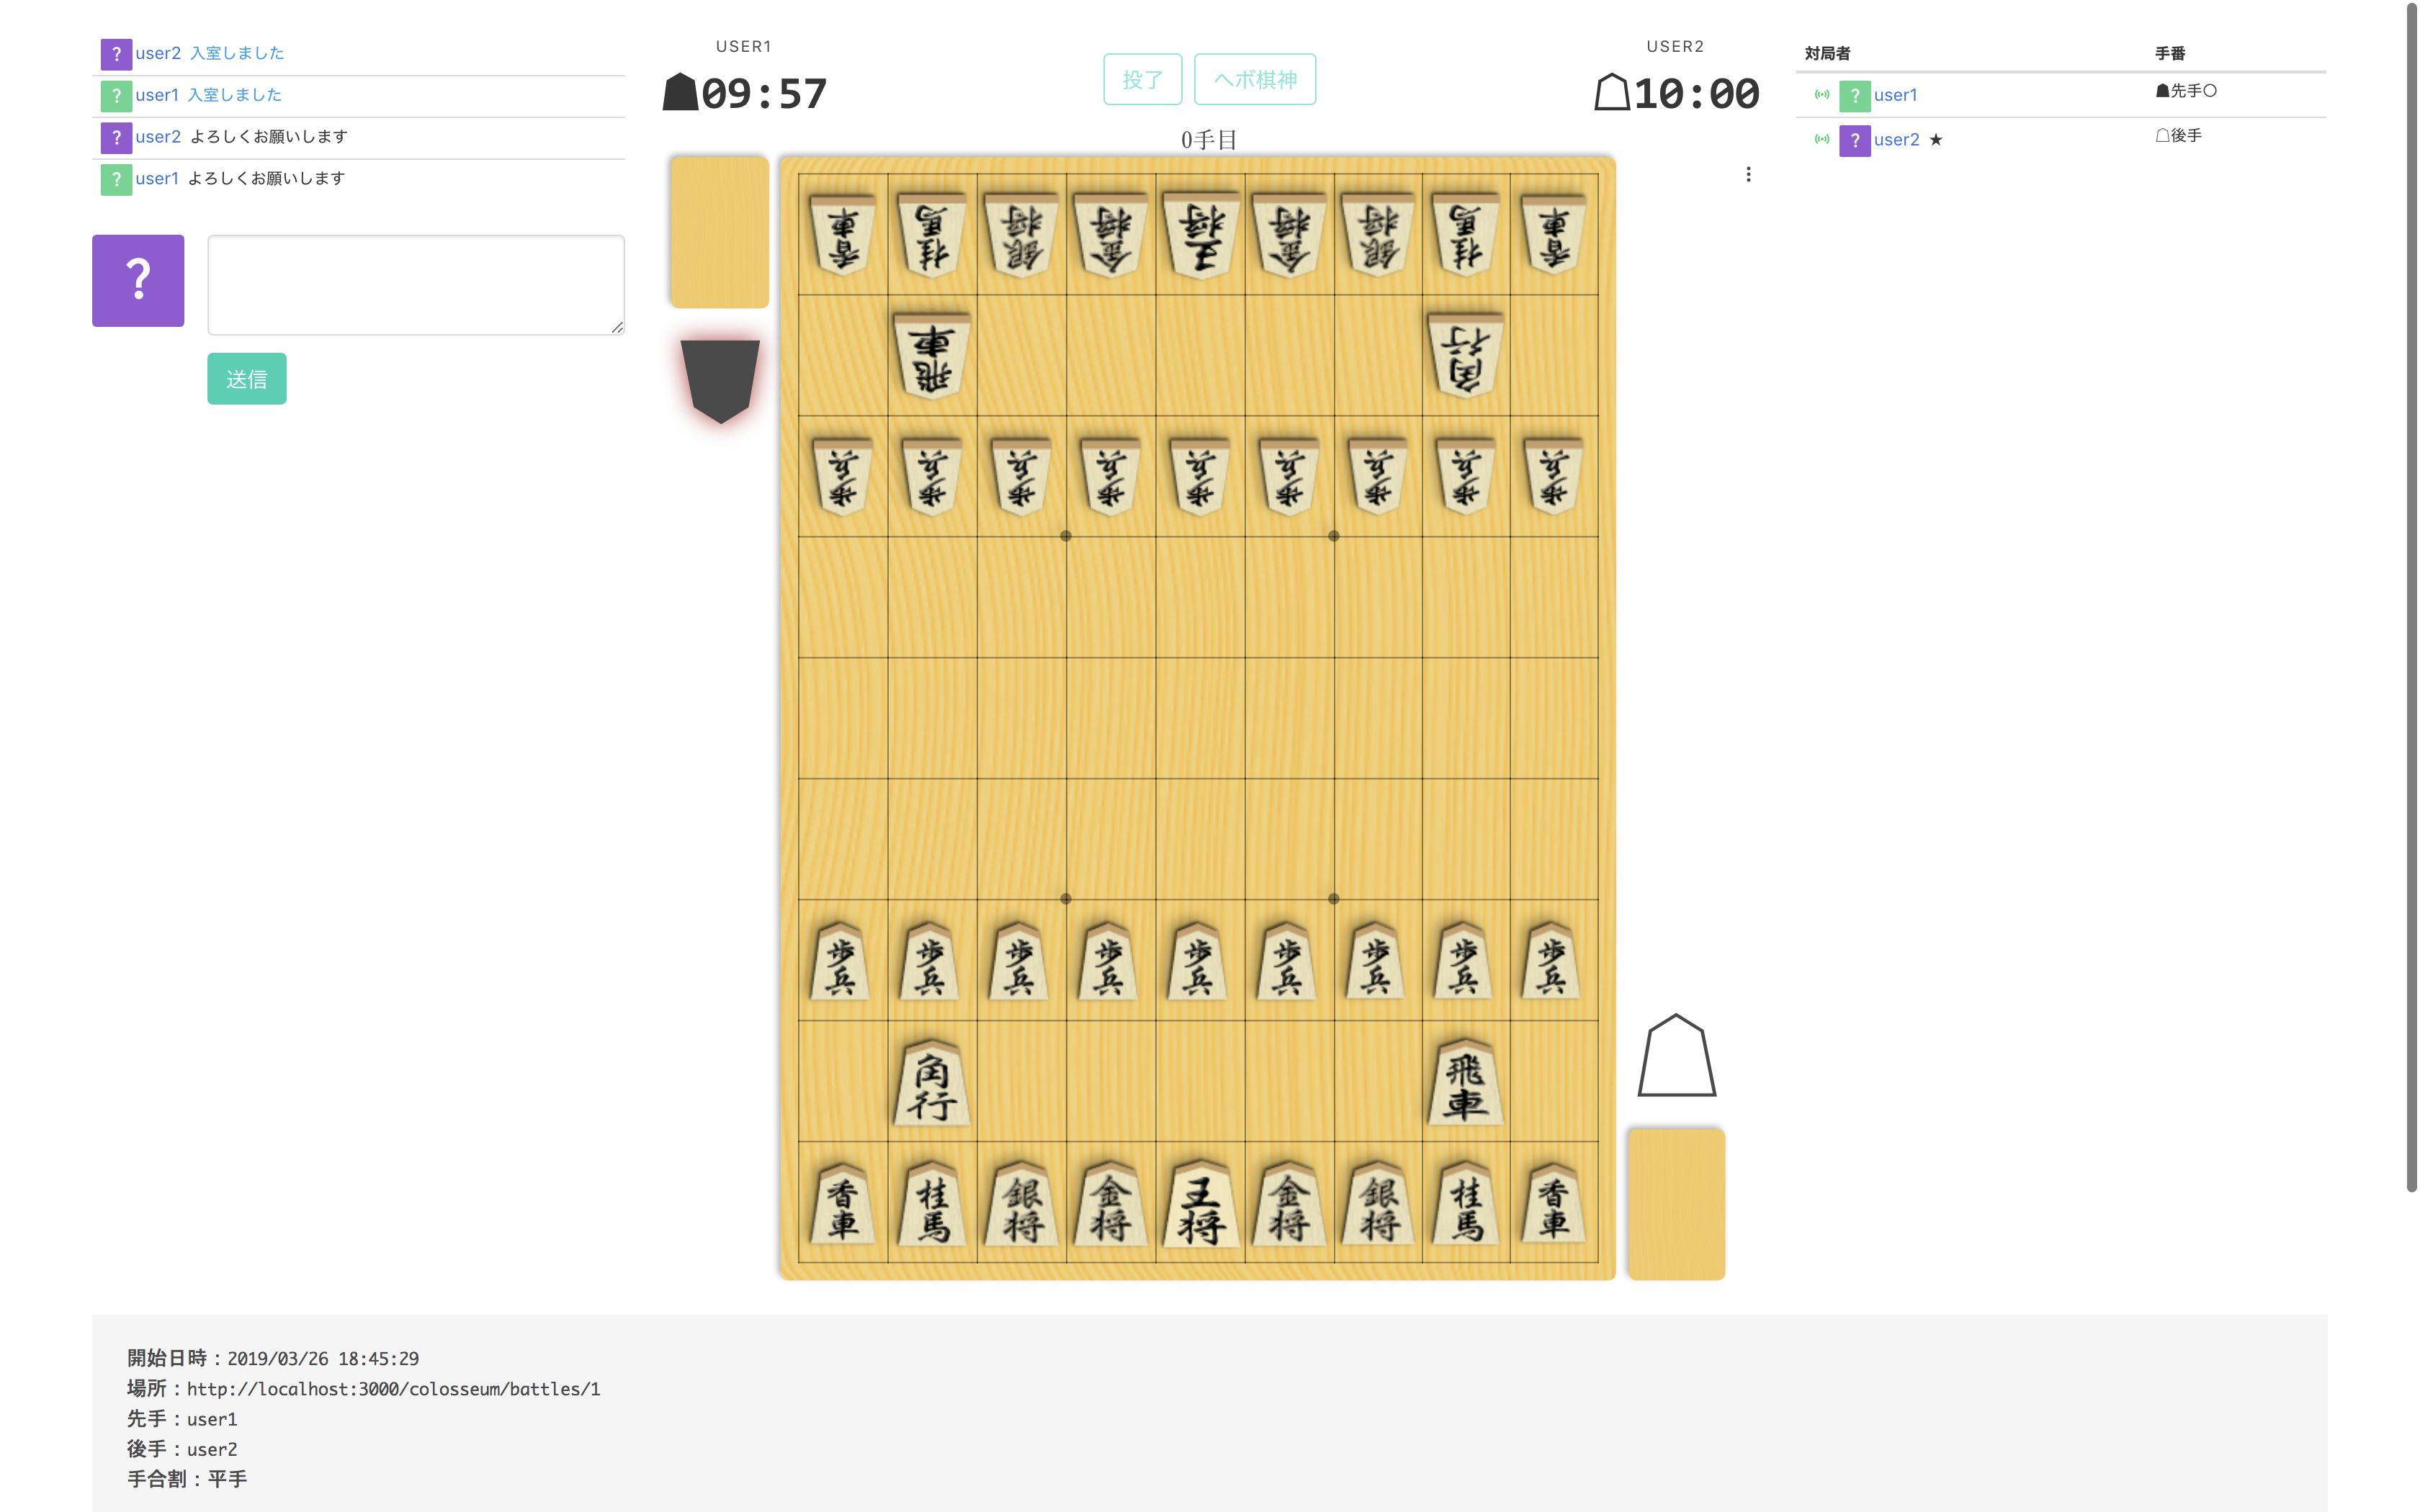 ? user2 入室しました
? user1 入室しました
? user2 よろしくお願いします
? user1 よろしくお願いします
?
送信
USER1
☗09:57
投了
ヘボ棋神
0手目
USER2
☖10:00
対局者 手番
? user1 ☗先手○
? user2 ★ ☖後手
香車 桂馬 銀将 金将 王将 金将 銀将 桂馬 香車
飛車 角行
歩兵 歩兵 歩兵 歩兵 歩兵 歩兵 歩兵 歩兵 歩兵
歩兵 歩兵 歩兵 歩兵 歩兵 歩兵 歩兵 歩兵 歩兵
角行 飛車
香車 桂馬 銀将 金将 王将 金将 銀将 桂馬 香車
開始日時：2019/03/26 18:45:29
場所：http://localhost:3000/colosseum/battles/1
先手：user1
後手：user2
手合割：平手